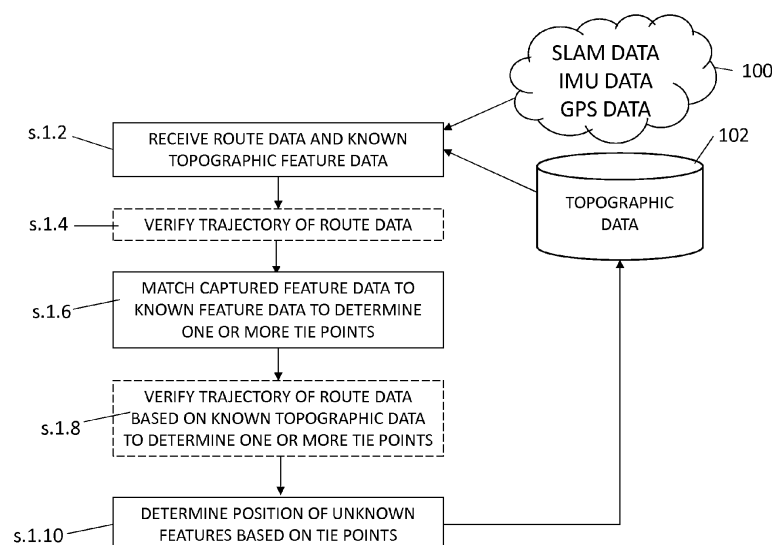 SLAM DATA
IMU DATA
GPS DATA
100
s.1.2
RECEIVE ROUTE DATA AND KNOWN
TOPOGRAPHIC FEATURE DATA
102
TOPOGRAPHIC
DATA
s.1.4
VERIFY TRAJECTORY OF ROUTE DATA
s.1.6
MATCH CAPTURED FEATURE DATA TO
KNOWN FEATURE DATA TO DETERMINE
ONE OR MORE TIE POINTS
s.1.8
VERIFY TRAJECTORY OF ROUTE DATA
BASED ON KNOWN TOPOGRAPHIC DATA
TO DETERMINE ONE OR MORE TIE POINTS
s.1.10
DETERMINE POSITION OF UNKNOWN
FEATURES BASED ON TIE POINTS